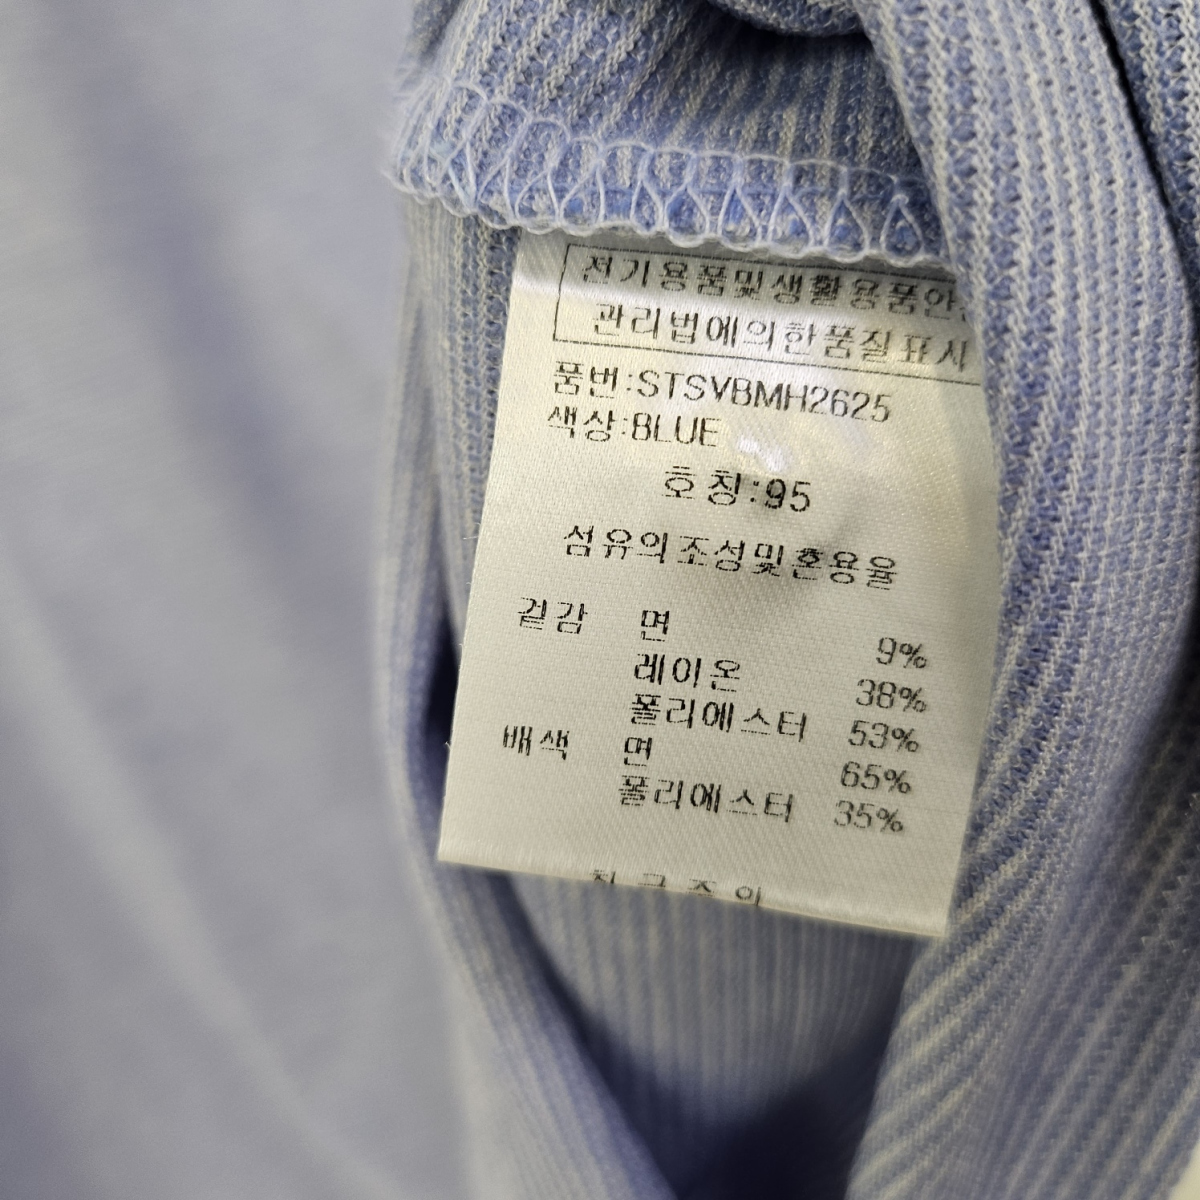 전기용품및생활용품안
관리법에의한품질표시
품번:STSVBMH2625
색상:BLUE
호칭:95
섬유의조성및혼용율
겉감 면 9%
레이온 38%
폴리에스터 53%
배색 면 65%
폴리에스터 35%